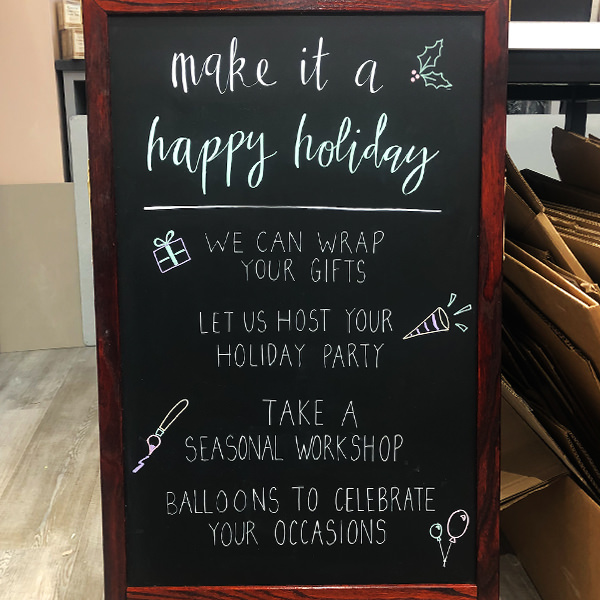 make it a
happy holiday
WE CAN WRAP
YOUR GIFTS
LET US HOST YOUR
HOLIDAY PARTY
TAKE A
SEASONAL WORKSHOP
BALLOONS TO CELEBRATE
YOUR OCCASIONS